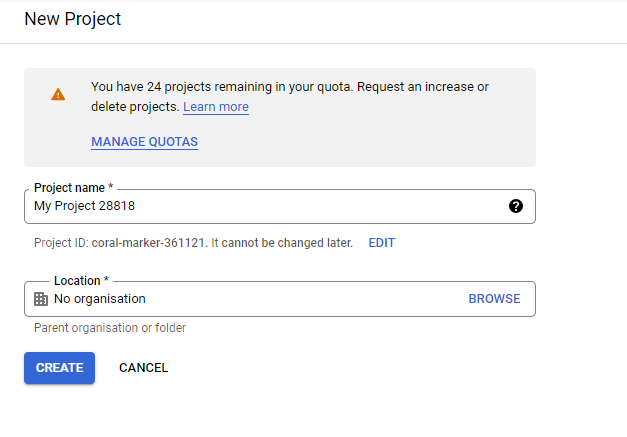 New Project
You have 24 projects remaining in your quota. Request an increase or
delete projects. Learn more
MANAGE QUOTAS
Project name *
My Project 28818
Project ID: coral-marker-361121. It cannot be changed later. EDIT
Location *
No organisation BROWSE
Parent organisation or folder
CREATE CANCEL